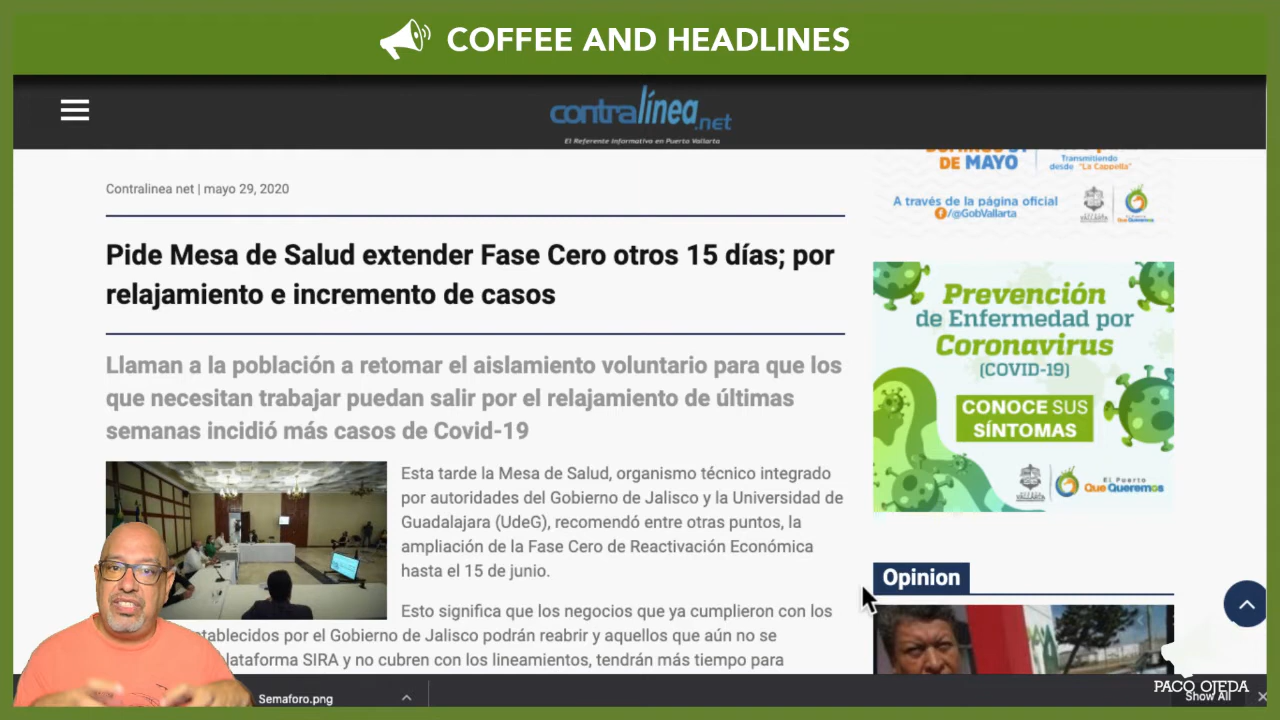 COFFEE AND HEADLINES
contralínea.net
El Referente Informativo en Puerto Vallarta
Contralinea net | mayo 29, 2020
Pide Mesa de Salud extender Fase Cero otros 15 días; por
relajamiento e incremento de casos
Llaman a la población a retomar el aislamiento voluntario para que los
que necesitan trabajar puedan salir por el relajamiento de últimas
semanas incidió más casos de Covid-19
Esta tarde la Mesa de Salud, organismo técnico integrado
por autoridades del Gobierno de Jalisco y la Universidad de
Guadalajara (UdeG), recomendó entre otras puntos, la
ampliación de la Fase Cero de Reactivación Económica
hasta el 15 de junio.
Esto significa que los negocios que ya cumplieron con los
tablecidos por el Gobierno de Jalisco podrán reabrir y aquellos que aún no se
lataforma SIRA y no cubren con los lineamientos, tendrán más tiempo para
DE MAYO
Transmitiendo
desde "La Cappella"
A través de la página oficial
/@GobVallarta
Prevención
de Enfermedad por
Coronavirus
(COVID-19)
CONOCE SUS
SÍNTOMAS
El Puerto
Que Queremos
Opinion
Semaforo.png
PACO OJEDA
Show All